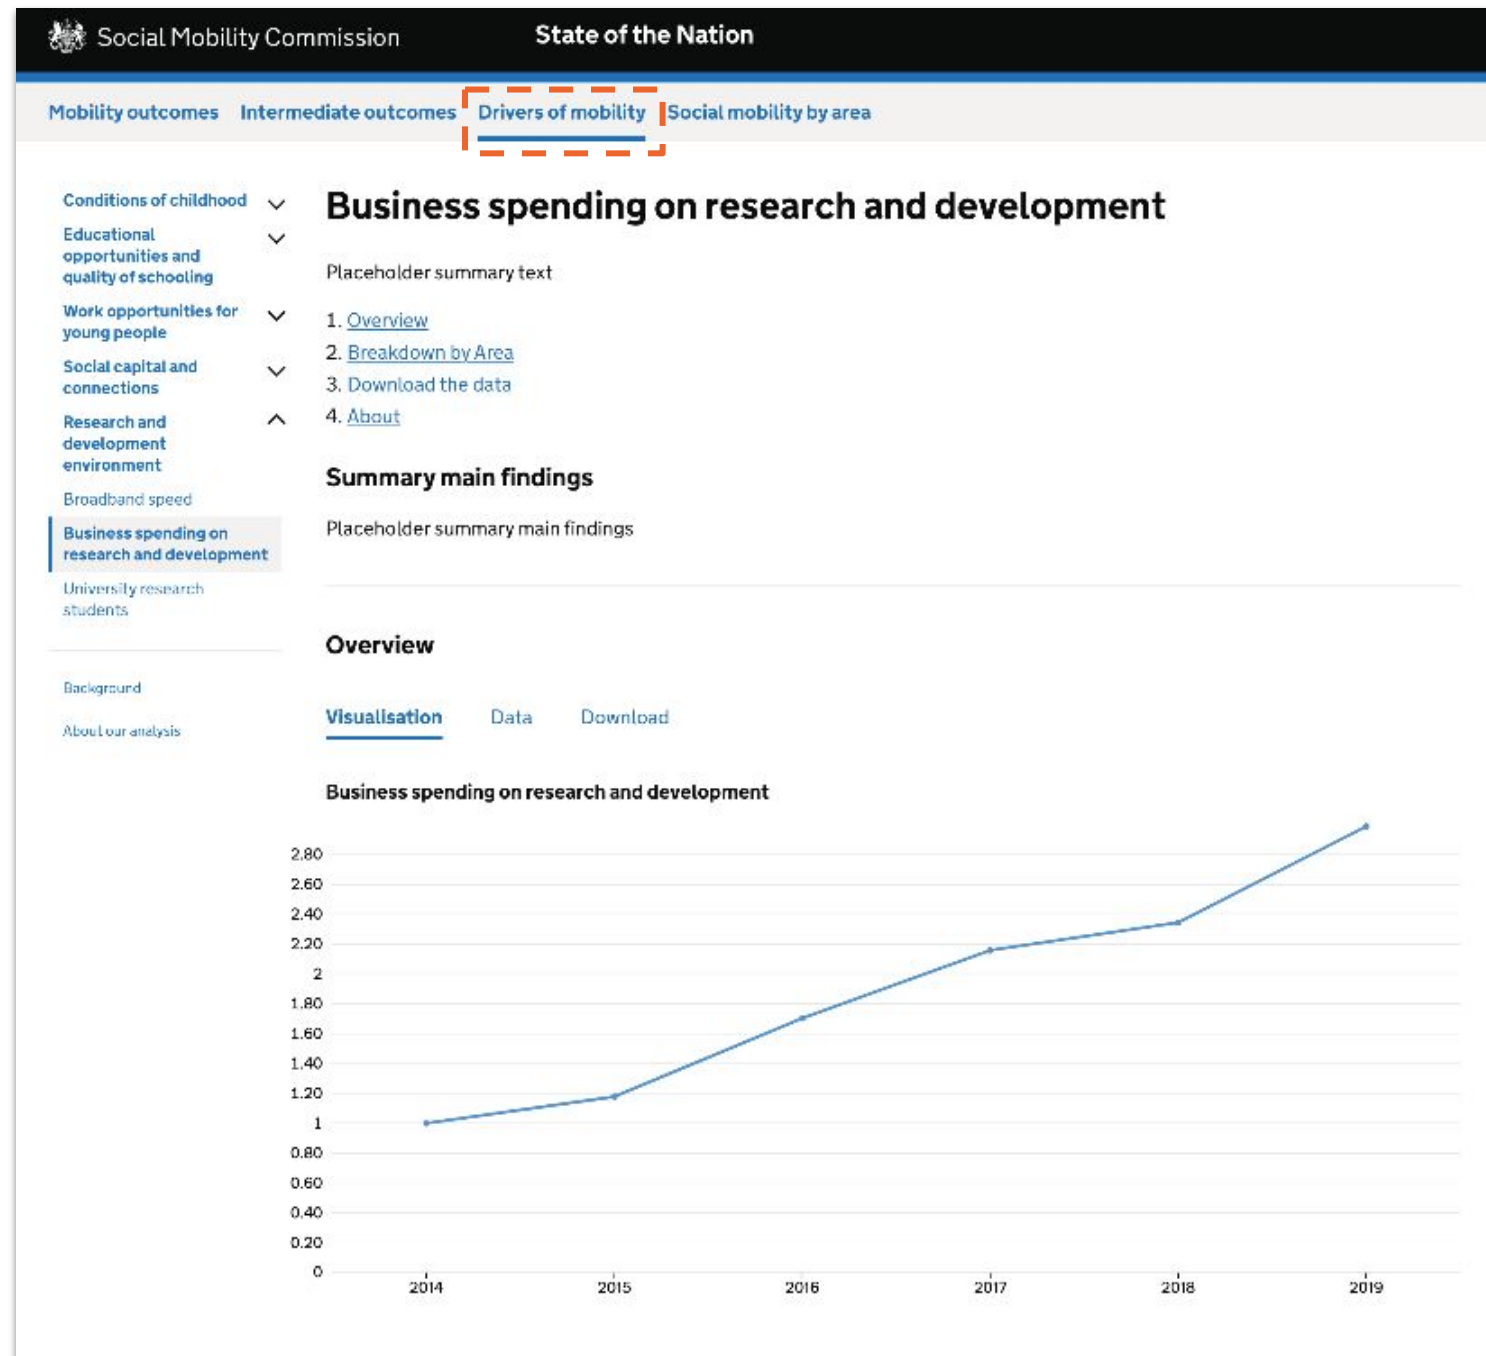 Social Mobility Commission
State of the Nation
Mobility outcomes
Intermediate outcomes
Drivers of mobility
Social mobility by area
Conditions of childhood
Educational
opportunities and
quality of schooling
Work opportunities for
young people
Social capital and
connections
Research and
development
environment
Broadband speed
Business spending on
research and development
University research
students
Background
About our analysis
Business spending on research and development
Placeholder summary text
1. Overview
2. Breakdown by Area
3. Download the data
4. About
Summary main findings
Placeholder summary main findings
Overview
Visualisation Data Download
Business spending on research and development
2.80
2.60
2.40
2.20
2
1.80
1.60
1.40
1.20
1
0.80
0.60
0.40
0.20
0
2014 2015 2016 2017 2018 2019